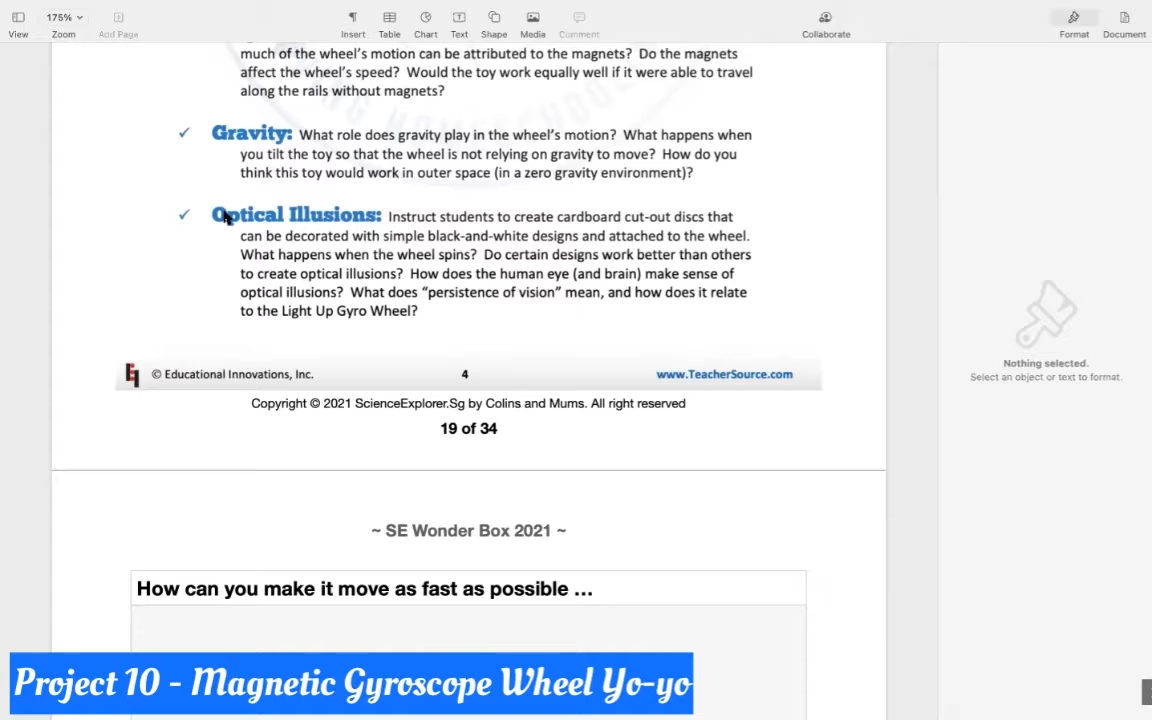 175%
View
Zoom
Add Page
Insert
Table
Chart
Text
Shape
Media
Comment
Collaborate
Format
Document
much of the wheel's motion can be attributed to the magnets? Do the magnets
affect the wheel's speed? Would the toy work equally well if it were able to travel
along the rails without magnets?
✓ Gravity: What role does gravity play in the wheel's motion? What happens when
you tilt the toy so that the wheel is not relying on gravity to move? How do you
think this toy would work in outer space (in a zero gravity environment)?
✓ Optical Illusions: Instruct students to create cardboard cut-out discs that
can be decorated with simple black-and-white designs and attached to the wheel.
What happens when the wheel spins? Do certain designs work better than others
to create optical illusions? How does the human eye (and brain) make sense of
optical illusions? What does “persistence of vision” mean, and how does it relate
to the Light Up Gyro Wheel?
Nothing selected.
Select an object or text to format.
© Educational Innovations, Inc. 4 www.TeacherSource.com
Copyright © 2021 ScienceExplorer.Sg by Colins and Mums. All right reserved
19 of 34
~ SE Wonder Box 2021 ~
How can you make it move as fast as possible ...
Project 10 - Magnetic Gyroscope Wheel Yo-yo